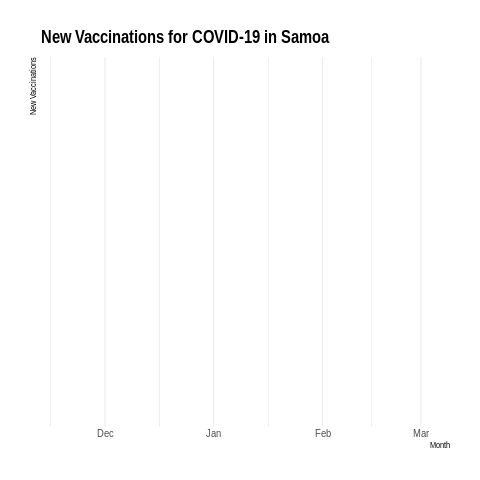 New Vaccinations for COVID-19 in Samoa
New Vaccinations
Dec Jan Feb Mar
Month